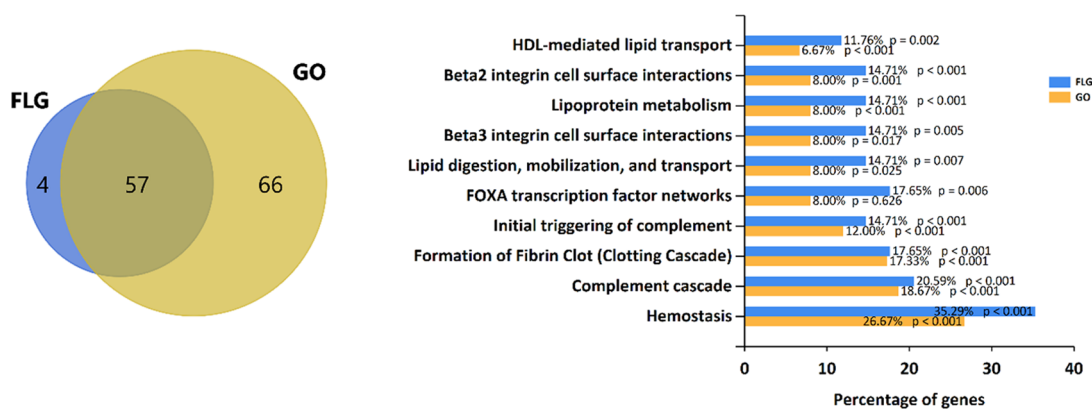 FLG
GO
4
57
66
HDL-mediated lipid transport
11.76% p = 0.002
6.67% p < 0.001
Beta2 integrin cell surface interactions
14.71% p < 0.001
8.00% p = 0.001
Lipoprotein metabolism
14.71% p < 0.001
8.00% p < 0.001
Beta3 integrin cell surface interactions
14.71% p = 0.005
8.00% p = 0.017
Lipid digestion, mobilization, and transport
14.71% p = 0.007
8.00% p = 0.025
FOXA transcription factor networks
17.65% p = 0.006
8.00% p = 0.626
Initial triggering of complement
14.71% p < 0.001
12.00% p < 0.001
Formation of Fibrin Clot (Clotting Cascade)
17.65% p < 0.001
17.33% p < 0.001
Complement cascade
20.59% p < 0.001
18.67% p < 0.001
Hemostasis
35.29% p < 0.001
26.67% p < 0.001
FLG
GO
0 10 20 30 40
Percentage of genes